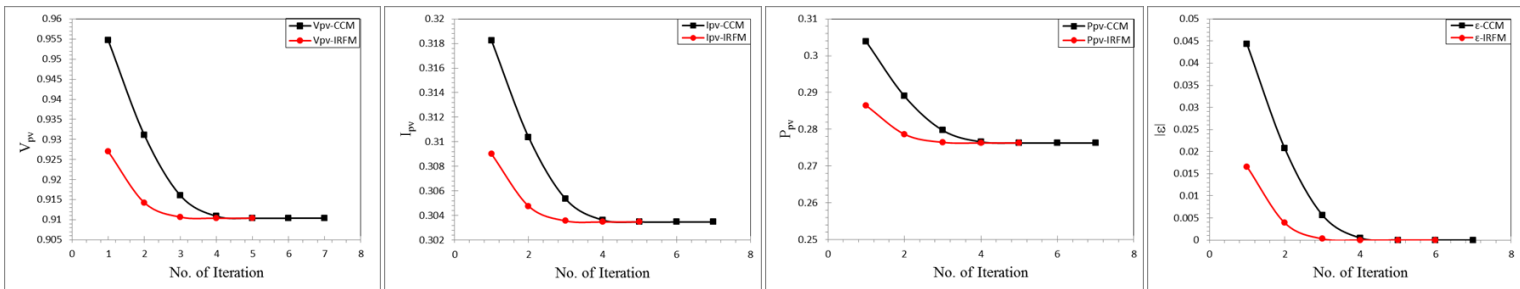 0.96
0.955
0.95
0.945
0.94
0.935
0.93
0.925
0.92
0.915
0.91
0.905
V_pv
0 1 2 3 4 5 6 7 8
No. of Iteration
Vpv-CCM
Vpv-IRFM
0.32
0.318
0.316
0.314
0.312
0.31
0.308
0.306
0.304
0.302
I_pv
0 2 4 6 8
No. of Iteration
Ipv-CCM
Ipv-IRFM
0.31
0.3
0.29
0.28
0.27
0.26
0.25
P_pv
0 2 4 6 8
No. of Iteration
Ppv-CCM
Ppv-IRFM
0.05
0.045
0.04
0.035
0.03
0.025
0.02
0.015
0.01
0.005
0
|ε|
0 2 4 6 8
No. of Iteration
ε-CCM
ε-IRFM